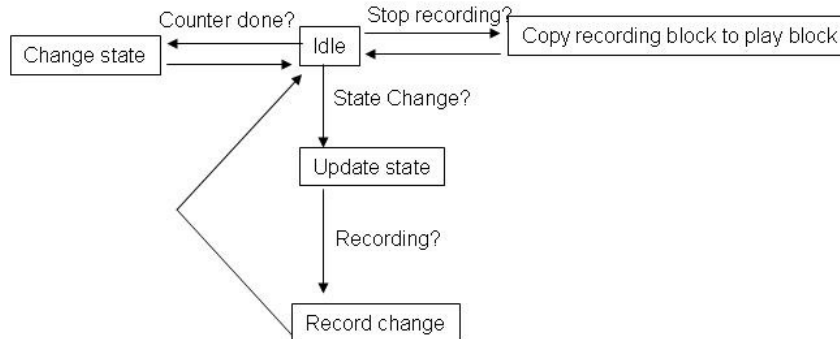 Counter done?
Stop recording?
Idle
Copy recording block to play block
Change state
State Change?
Update state
Recording?
Record change